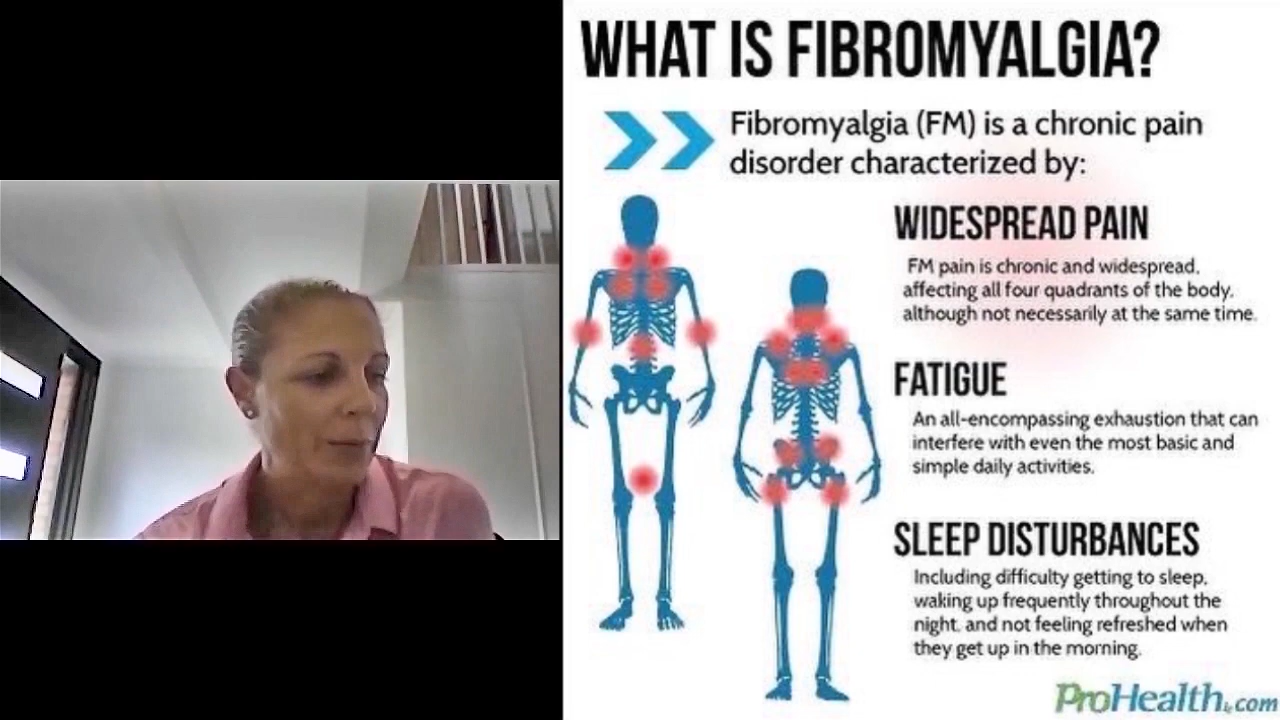 WHAT IS FIBROMYALGIA?
Fibromyalgia (FM) is a chronic pain
disorder characterized by:
WIDESPREAD PAIN
FM pain is chronic and widespread,
affecting all four quadrants of the body,
although not necessarily at the same time.
FATIGUE
An all-encompassing exhaustion that can
interfere with even the most basic and
simple daily activities.
SLEEP DISTURBANCES
Including difficulty getting to sleep,
waking up frequently throughout the
night, and not feeling refreshed when
they get up in the morning.
ProHealth.com